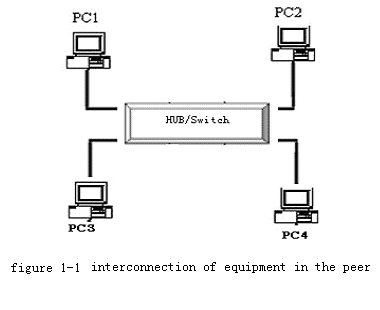 PC1
PC2
HUB/Switch
PC3
PC4
figure 1-1 interconnection of equipment in the peer